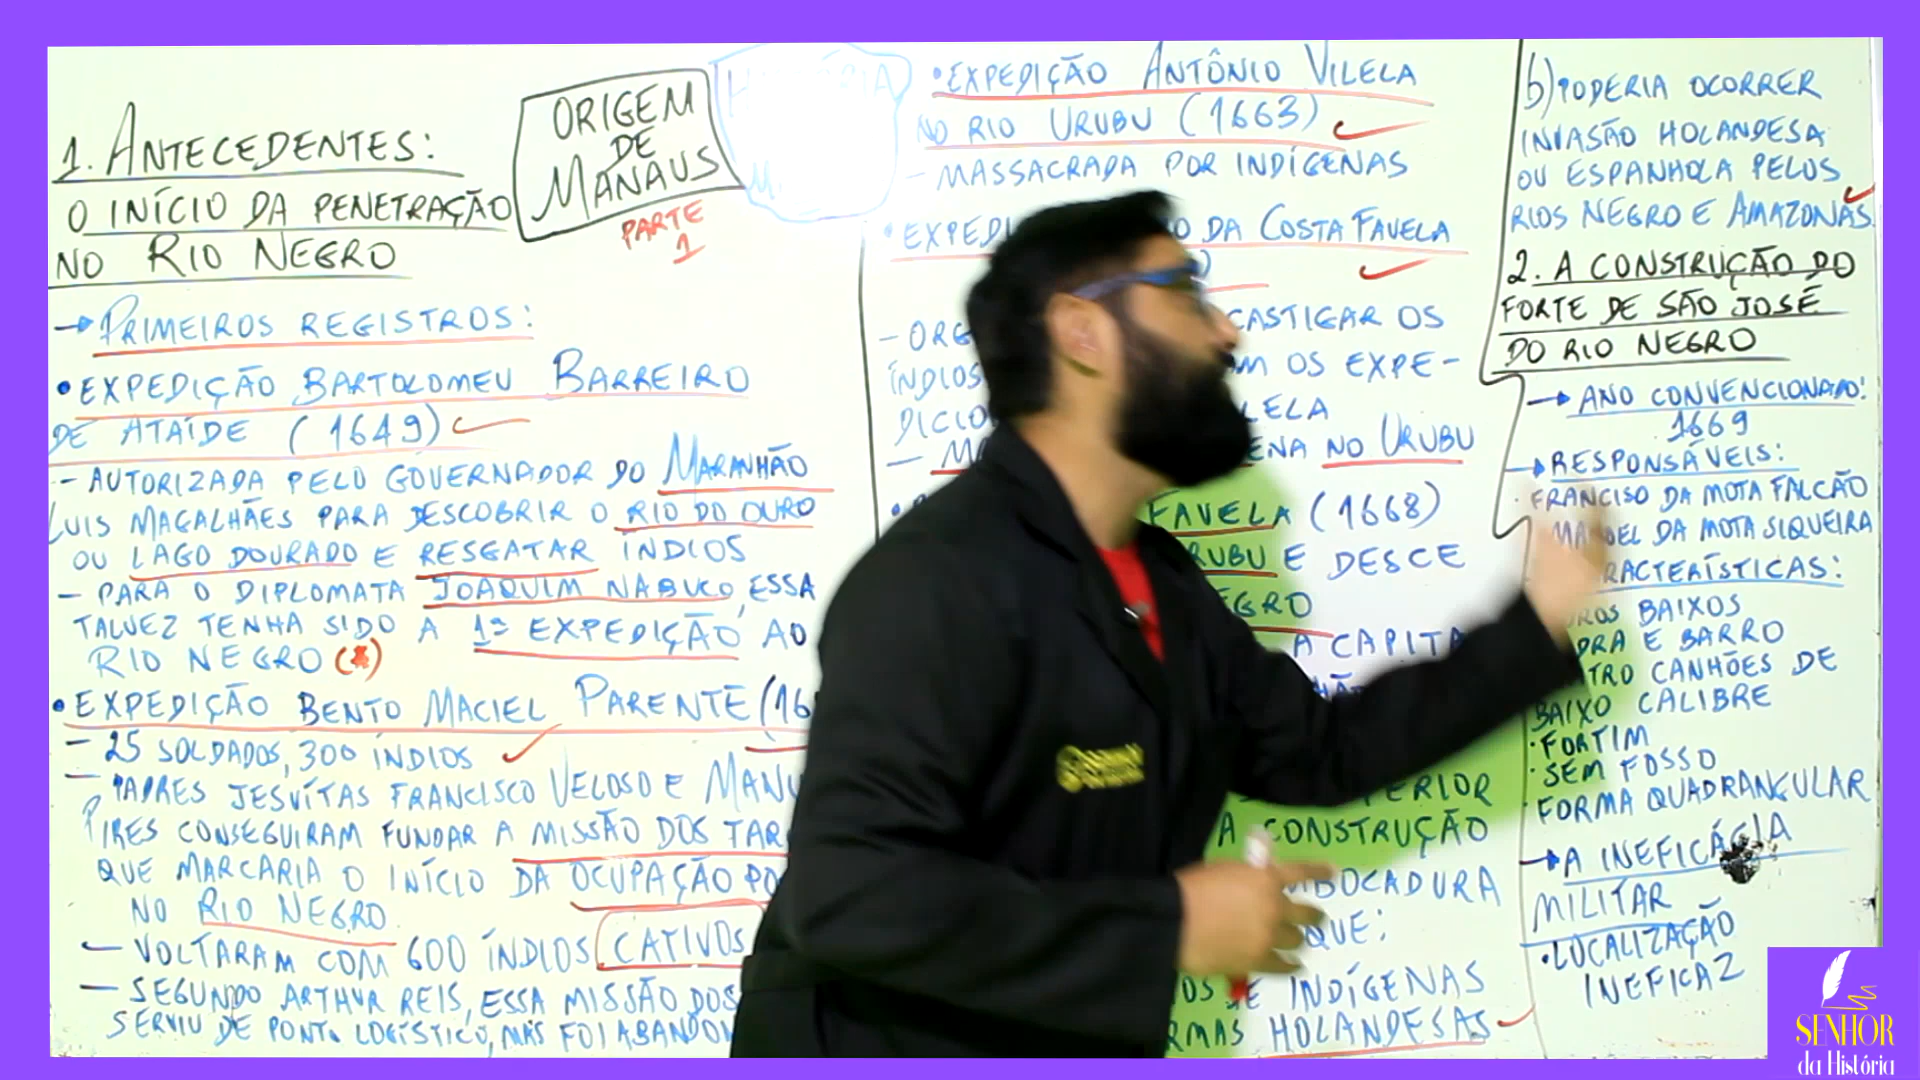 1. ANTECEDENTES:
O INÍCIO DA PENETRAÇÃO
NO RIO NEGRO
ORIGEM
DE
MANAUS
PARTE
1
→ PRIMEIROS REGISTROS:
• EXPEDIÇÃO BARTOLOMEU BARREIRO
DE ATAÍDE (1649)
- AUTORIZADA PELO GOVERNADOR DO MARANHÃO
LUIS MAGALHÃES PARA DESCOBRIR O RIO DO OURO
OU LAGO DOURADO E RESGATAR ÍNDIOS
- PARA O DIPLOMATA JOAQUIM NABUCO, ESSA
TALVEZ TENHA SIDO A 1ª EXPEDIÇÃO AO
RIO NEGRO (*)
• EXPEDIÇÃO BENTO MACIEL PARENTE (16
- 25 SOLDADOS, 300 ÍNDIOS
- PADRES JESUÍTAS FRANCISCO VELOSO E MANU
PIRES CONSEGUIRAM FUNDAR A MISSÃO DOS TAR
QUE MARCARIA O INÍCIO DA OCUPAÇÃO PO
NO RIO NEGRO.
- VOLTARAM COM 600 ÍNDIOS CATIVOS
- SEGUNDO ARTHUR REIS, ESSA MISSÃO DOS
SERVIU DE PONTO LOGÍSTICO, MAS FOI ABANDON
• EXPEDIÇÃO ANTÔNIO VILELA
NO RIO URUBU (1663)
- MASSACRADA POR INDÍGENAS
• EXPEDI O DA COSTA FAVELA
)
- ORG CASTIGAR OS
ÍNDIOS M OS EXPE-
DICIO LELA
- MA ENA NO URUBU
FAVELA (1668)
RUBU E DESCE
EGRO
A CAPITA
PERIOR
A CONSTRUÇÃO
MBOCADURA
QUE:
OS DE INDÍGENAS
RMAS HOLANDESAS
b) PODERIA OCORRER
INVASÃO HOLANDESA
OU ESPANHOLA PELOS
RIOS NEGRO E AMAZONAS.
2. A CONSTRUÇÃO DO
FORTE DE SÃO JOSÉ
DO RIO NEGRO
→ ANO CONVENCIONADO:
1669
→ RESPONSÁVEIS:
· FRANCISO DA MOTA FALCÃO
MANOEL DA MOTA SIQUEIRA
RACTERÍSTICAS:
UROS BAIXOS
DRA E BARRO
TRO CANHÕES DE
BAIXO CALIBRE
· FORTIM
· SEM FOSSO
· FORMA QUADRANGULAR
→ A INEFICÁCIA
MILITAR
• LOCALIZAÇÃO
INEFICAZ
SENHOR
da História